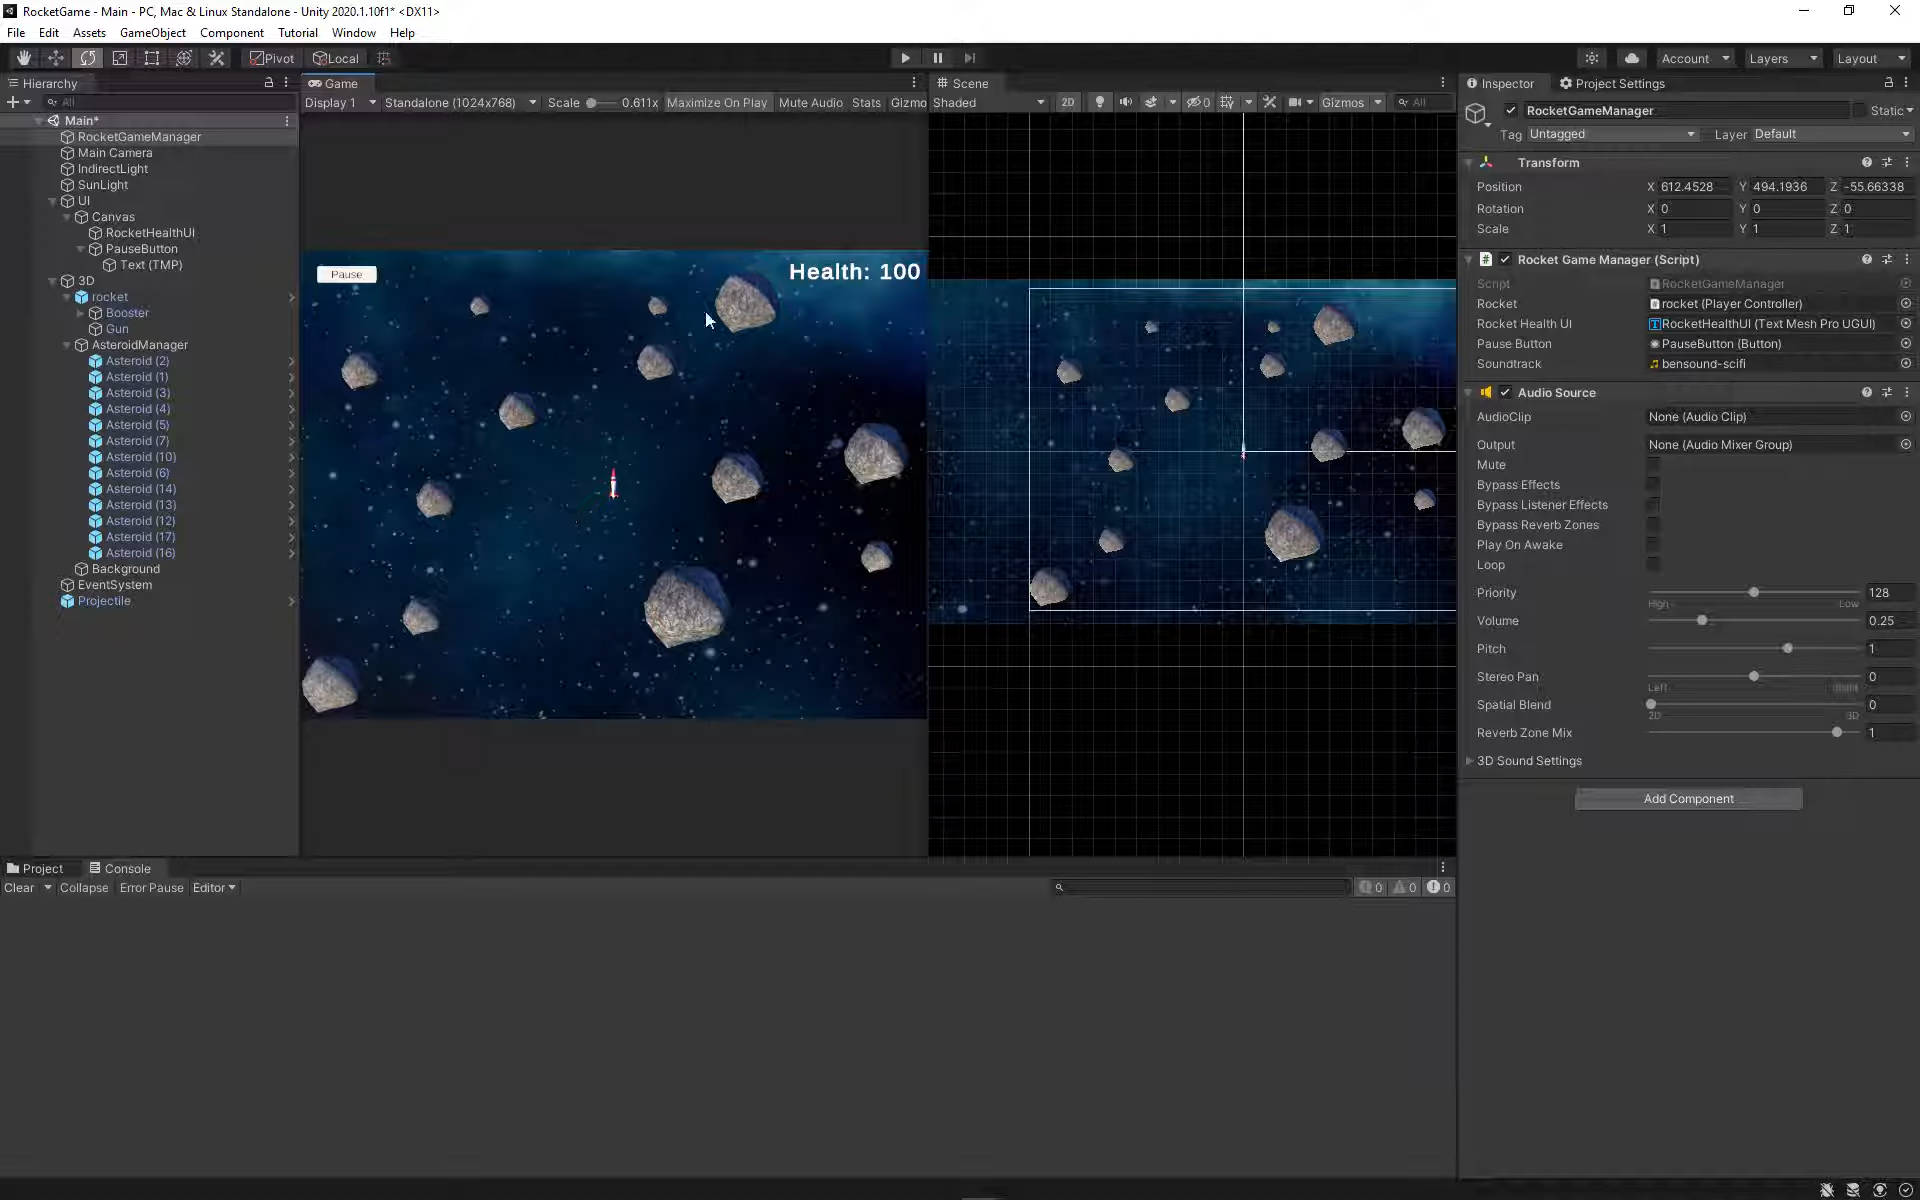 RocketGame - Main - PC, Mac & Linux Standalone - Unity 2020.1.10f1* <DX11>
File Edit Assets GameObject Component Tutorial Window Help
Pivot Local Account Layers Layout
Hierarchy
All
Main*
RocketGameManager
Main Camera
IndirectLight
SunLight
UI
Canvas
RocketHealthUI
PauseButton
Text (TMP)
3D
rocket
Booster
Gun
AsteroidManager
Asteroid (2)
Asteroid (1)
Asteroid (3)
Asteroid (4)
Asteroid (5)
Asteroid (7)
Asteroid (10)
Asteroid (6)
Asteroid (14)
Asteroid (13)
Asteroid (12)
Asteroid (17)
Asteroid (16)
Background
EventSystem
Projectile
Game
Display 1 Standalone (1024x768) Scale 0.611x Maximize On Play Mute Audio Stats Gizmo
Pause
Health: 100
Scene
Shaded 2D 0 Gizmos All
Inspector Project Settings
RocketGameManager Static
Tag Untagged Layer Default
Transform
Position X 612.4528 Y 494.1936 Z -55.66338
Rotation X 0 Y 0 Z 0
Scale X 1 Y 1 Z 1
Rocket Game Manager (Script)
Script RocketGameManager
Rocket rocket (Player Controller)
Rocket Health UI RocketHealthUI (Text Mesh Pro UGUI)
Pause Button PauseButton (Button)
Soundtrack bensound-scifi
Audio Source
AudioClip None (Audio Clip)
Output None (Audio Mixer Group)
Mute
Bypass Effects
Bypass Listener Effects
Bypass Reverb Zones
Play On Awake
Loop
Priority 128
High Low
Volume 0.25
Pitch 1
Stereo Pan 0
Left Right
Spatial Blend 0
2D 3D
Reverb Zone Mix 1
3D Sound Settings
Add Component
Project Console
Clear Collapse Error Pause Editor 0 0 0